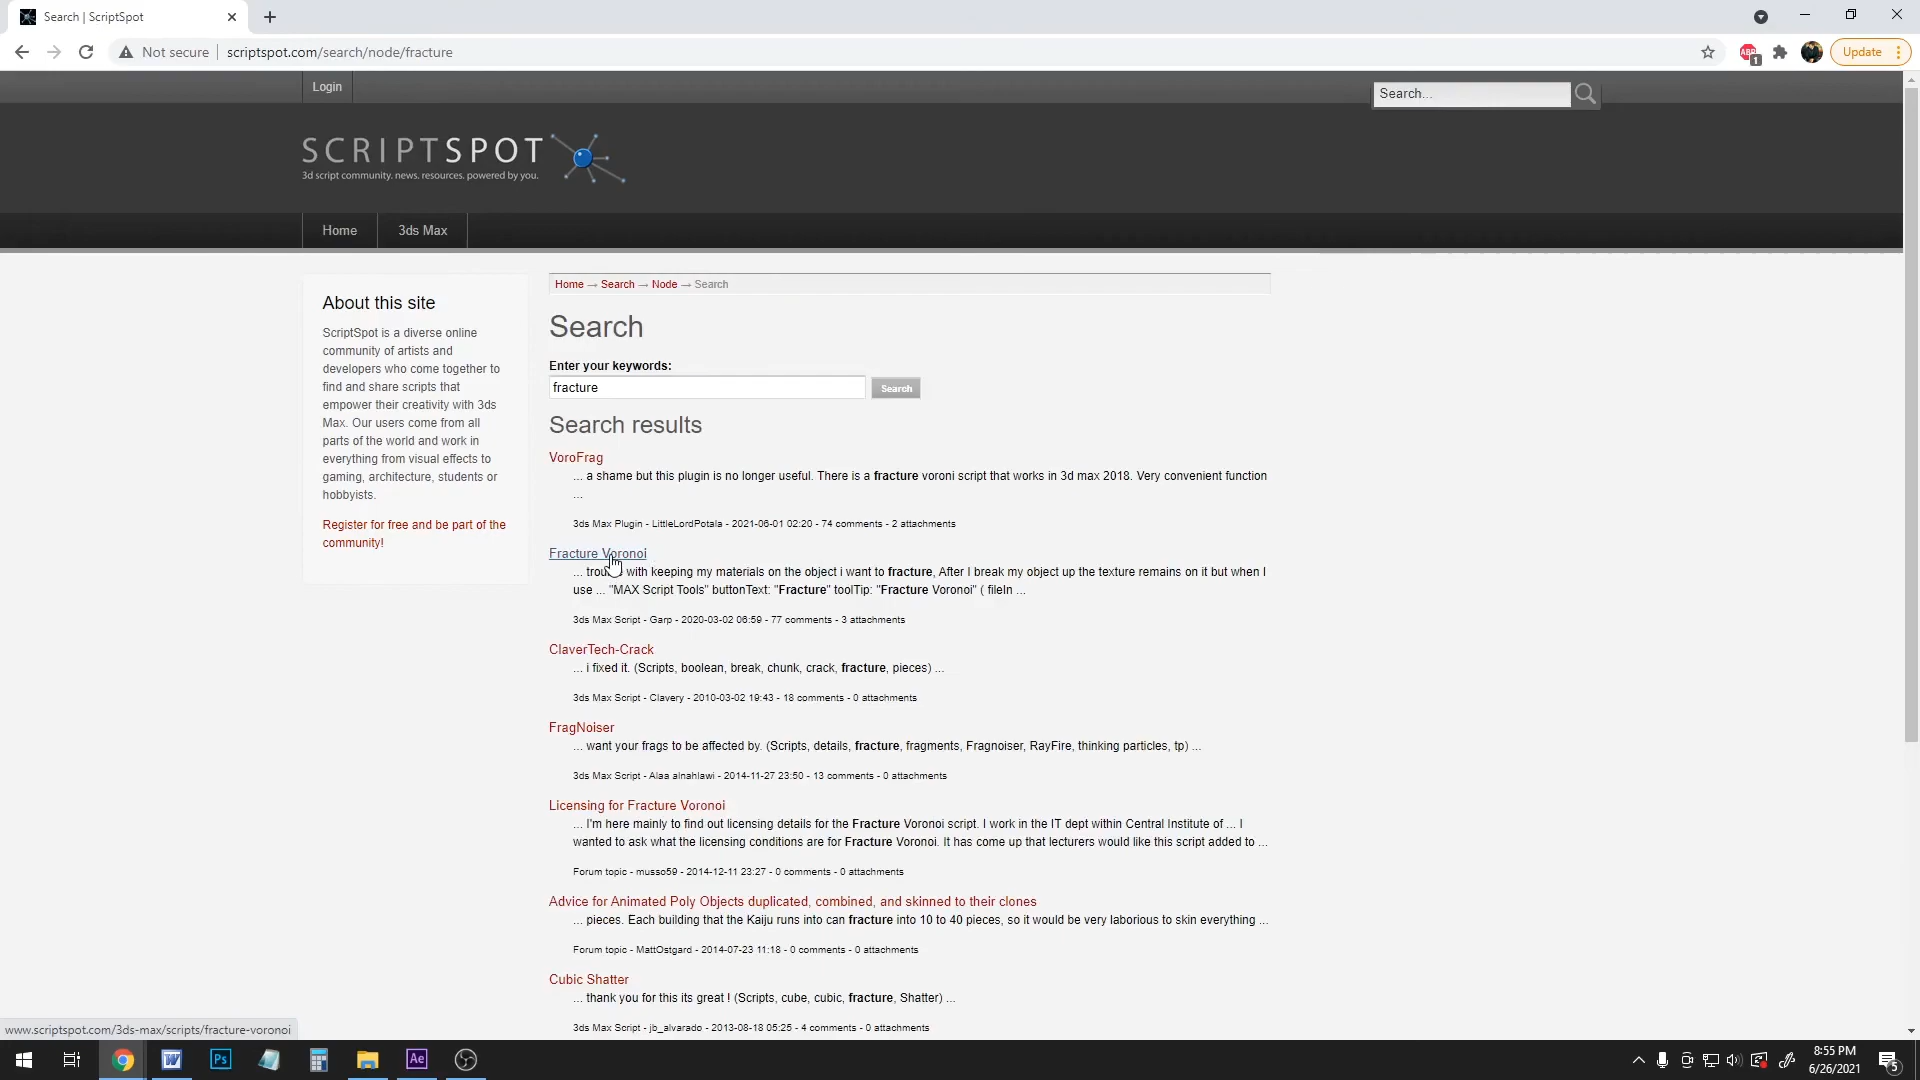 Search | ScriptSpot
Not secure
scriptspot.com/search/node/fracture
ABP
1
Update
Login
Search...
SCRIPTSPOT
3d script community. news. resources. powered by you.
Home
3ds Max
About this site
ScriptSpot is a diverse online
community of artists and
developers who come together to
find and share scripts that
empower their creativity with 3ds
Max. Our users come from all
parts of the world and work in
everything from visual effects to
gaming, architecture, students or
hobbyists.
Register for free and be part of the
community!
Home → Search → Node → Search
Search
Enter your keywords:
fracture
Search
Search results
VoroFrag
... a shame but this plugin is no longer useful. There is a fracture voroni script that works in 3d max 2018. Very convenient function
...
3ds Max Plugin - LittleLordPotala - 2021-06-01 02:20 - 74 comments - 2 attachments
Fracture Voronoi
... with keeping my materials on the object i want to fracture, After I break my object up the texture remains on it but when I
use ... "MAX Script Tools" buttonText: "Fracture" toolTip: "Fracture Voronoi" ( fileIn ...
3ds Max Script - Garp - 2020-03-02 06:59 - 77 comments - 3 attachments
ClaverTech-Crack
... i fixed it. (Scripts, boolean, break, chunk, crack, fracture, pieces) ...
3ds Max Script - Clavery - 2010-03-02 19:43 - 18 comments - 0 attachments
FragNoiser
... want your frags to be affected by. (Scripts, details, fracture, fragments, Fragnoiser, RayFire, thinking particles, tp) ...
3ds Max Script - Alaa alnahlawi - 2014-11-27 23:50 - 13 comments - 0 attachments
Licensing for Fracture Voronoi
... I'm here mainly to find out licensing details for the Fracture Voronoi script. I work in the IT dept within Central Institute of ... I
wanted to ask what the licensing conditions are for Fracture Voronoi. It has come up that lecturers would like this script added to ...
Forum topic - musso59 - 2014-12-11 23:27 - 0 comments - 0 attachments
Advice for Animated Poly Objects duplicated, combined, and skinned to their clones
... pieces. Each building that the Kaiju runs into can fracture into 10 to 40 pieces, so it would be very laborious to skin everything ...
Forum topic - MattOstgard - 2014-07-23 11:18 - 0 comments - 0 attachments
Cubic Shatter
... thank you for this its great ! (Scripts, cube, cubic, fracture, Shatter) ...
3ds Max Script - jb_alvarado - 2013-08-18 05:25 - 4 comments - 0 attachments
www.scriptspot.com/3ds-max/scripts/fracture-voronoi
W
Ps
Ae
8:55 PM
6/26/2021
5